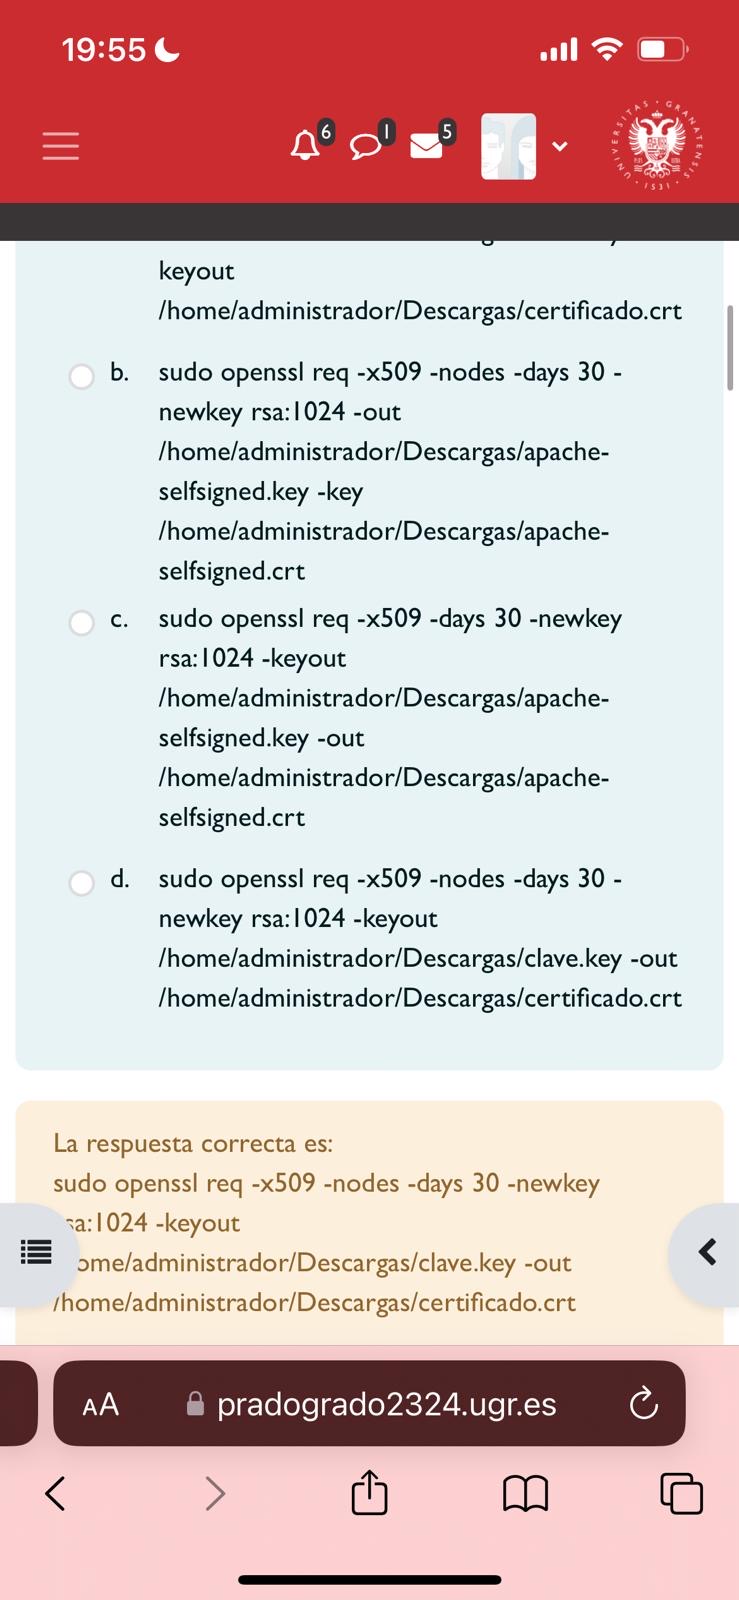 19:55
6
1
5
UNIVERSITAS · GRANATENSIS · 1531 ·
keyout
/home/administrador/Descargas/certificado.crt
b. sudo openssl req -x509 -nodes -days 30 -
newkey rsa:1024 -out
/home/administrador/Descargas/apache-
selfsigned.key -key
/home/administrador/Descargas/apache-
selfsigned.crt
c. sudo openssl req -x509 -days 30 -newkey
rsa:1024 -keyout
/home/administrador/Descargas/apache-
selfsigned.key -out
/home/administrador/Descargas/apache-
selfsigned.crt
d. sudo openssl req -x509 -nodes -days 30 -
newkey rsa:1024 -keyout
/home/administrador/Descargas/clave.key -out
/home/administrador/Descargas/certificado.crt
La respuesta correcta es:
sudo openssl req -x509 -nodes -days 30 -newkey
sa:1024 -keyout
ome/administrador/Descargas/clave.key -out
/home/administrador/Descargas/certificado.crt
AA
pradogrado2324.ugr.es